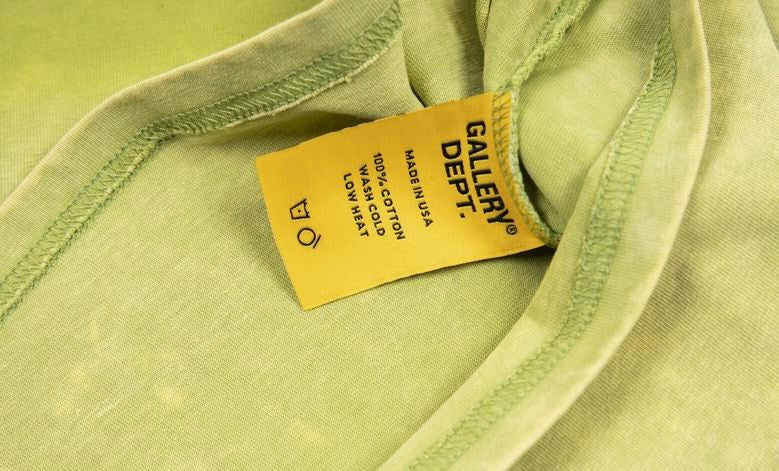 GALLERY
DEPT.®
MADE IN USA
100% COTTON
WASH COLD
LOW HEAT